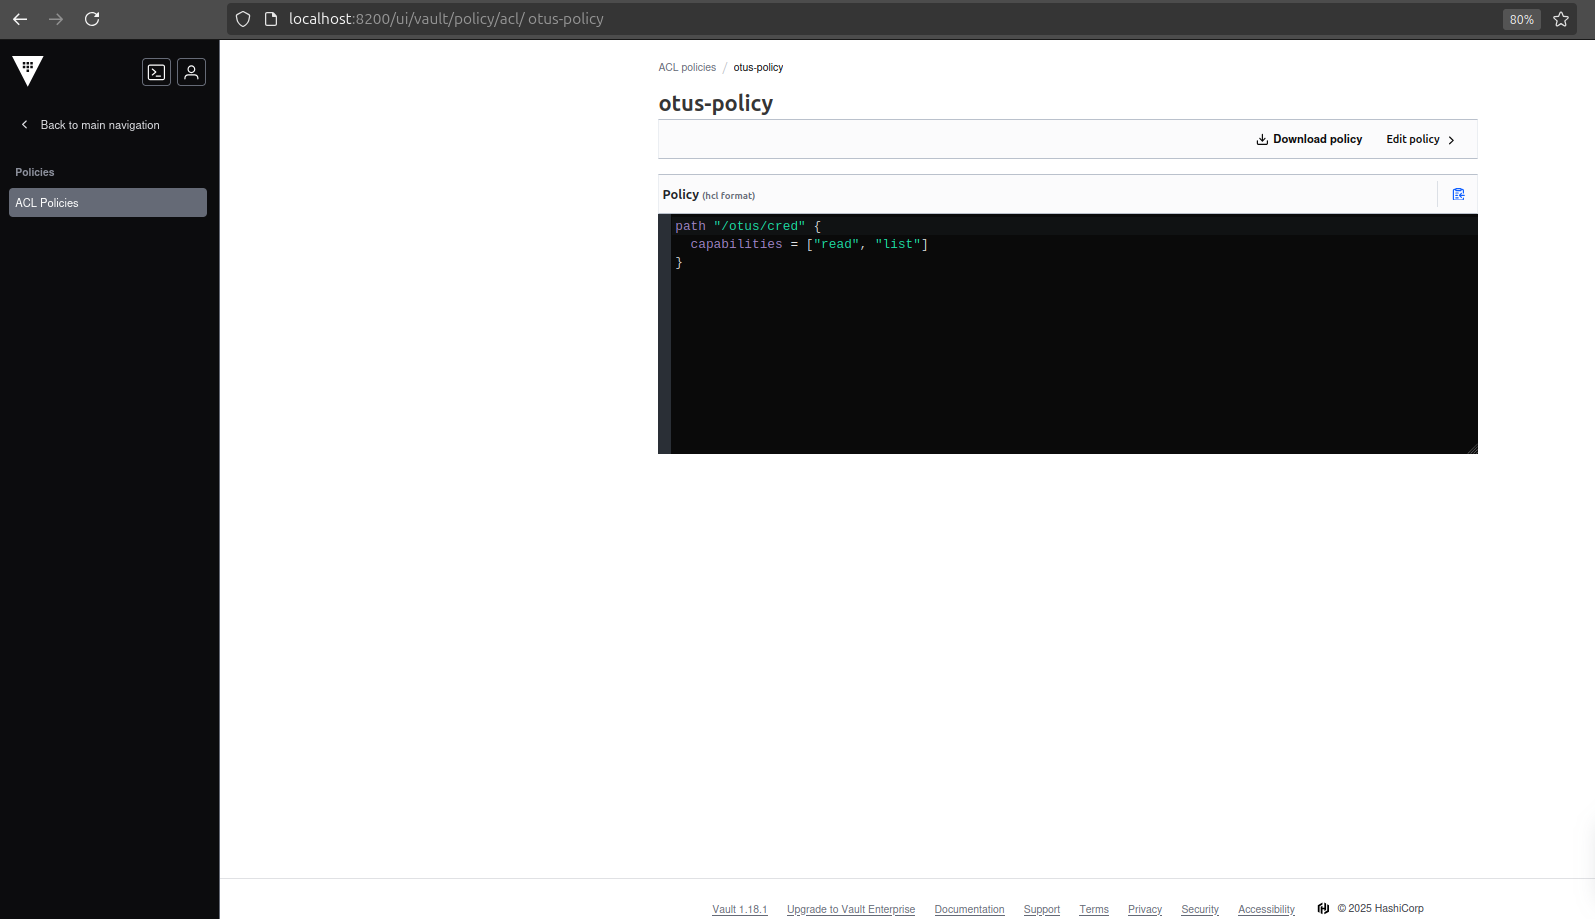 localhost:8200/ui/vault/policy/acl/ otus-policy
80%
Back to main navigation
Policies
ACL Policies
ACL policies / otus-policy
otus-policy
Download policy
Edit policy
Policy (hcl format)
path "/otus/cred" {
  capabilities = ["read", "list"]
}
Vault 1.18.1
Upgrade to Vault Enterprise
Documentation
Support
Terms
Privacy
Security
Accessibility
© 2025 HashiCorp